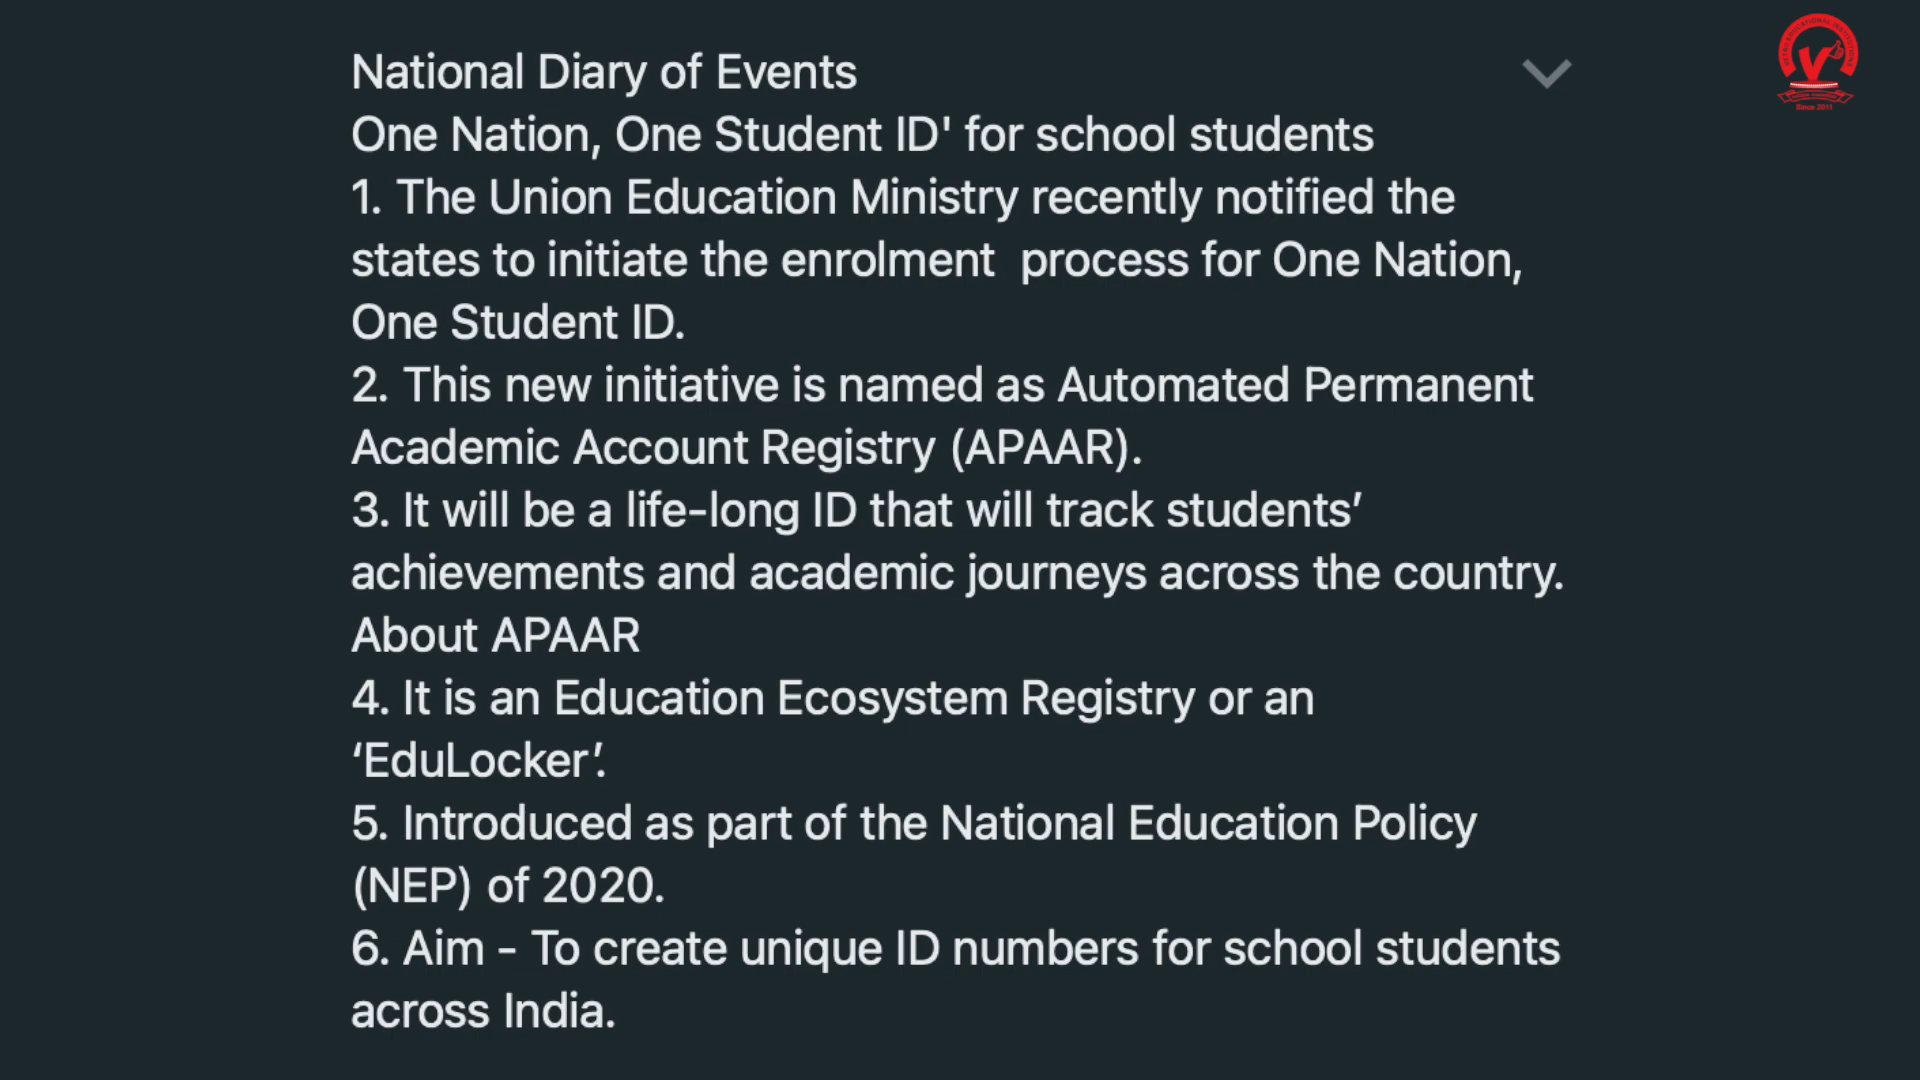 National Diary of Events
One Nation, One Student ID' for school students
1. The Union Education Ministry recently notified the
states to initiate the enrolment  process for One Nation,
One Student ID.
2. This new initiative is named as Automated Permanent
Academic Account Registry (APAAR).
3. It will be a life-long ID that will track students’
achievements and academic journeys across the country.
About APAAR
4. It is an Education Ecosystem Registry or an
‘EduLocker’.
5. Introduced as part of the National Education Policy
(NEP) of 2020.
6. Aim - To create unique ID numbers for school students
across India.
Since 2011